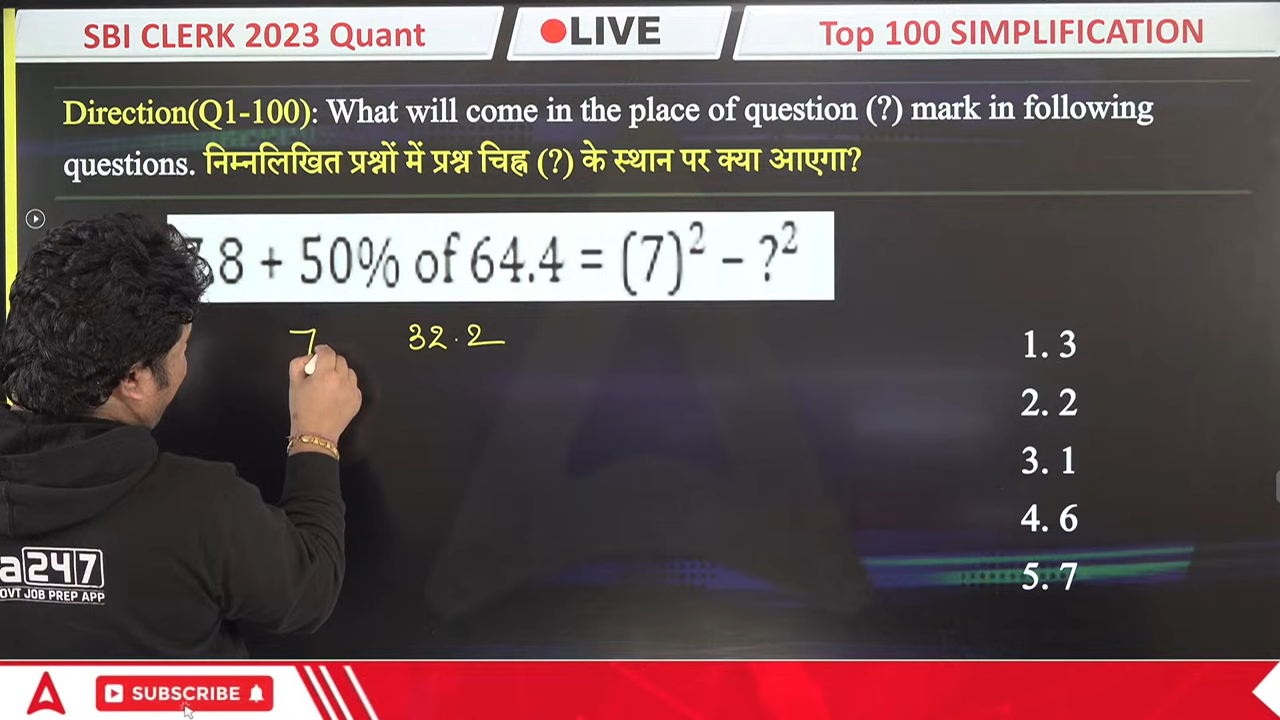 SBI CLERK 2023 Quant
LIVE
Top 100 SIMPLIFICATION
Direction(Q1-100): What will come in the place of question (?) mark in following
questions. निम्नलिखित प्रश्नों में प्रश्न चिह्न (?) के स्थान पर क्या आएगा?
.8 + 50% of 64.4 = (7)² − ?²
7 32.2
1. 3
2. 2
3. 1
4. 6
5. 7
a247
OVT JOB PREP APP
SUBSCRIBE